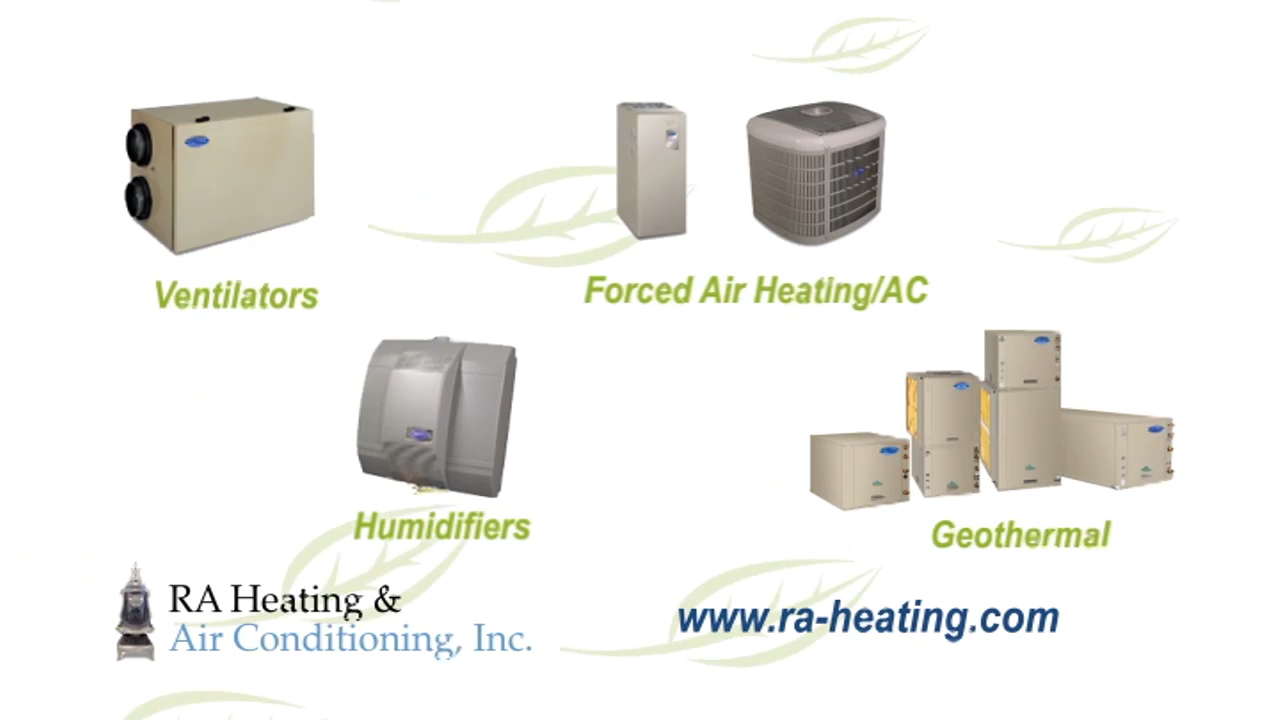 Ventilators
Forced Air Heating/AC
Humidifiers
Geothermal
RA Heating &
Air Conditioning, Inc.
www.ra-heating.com